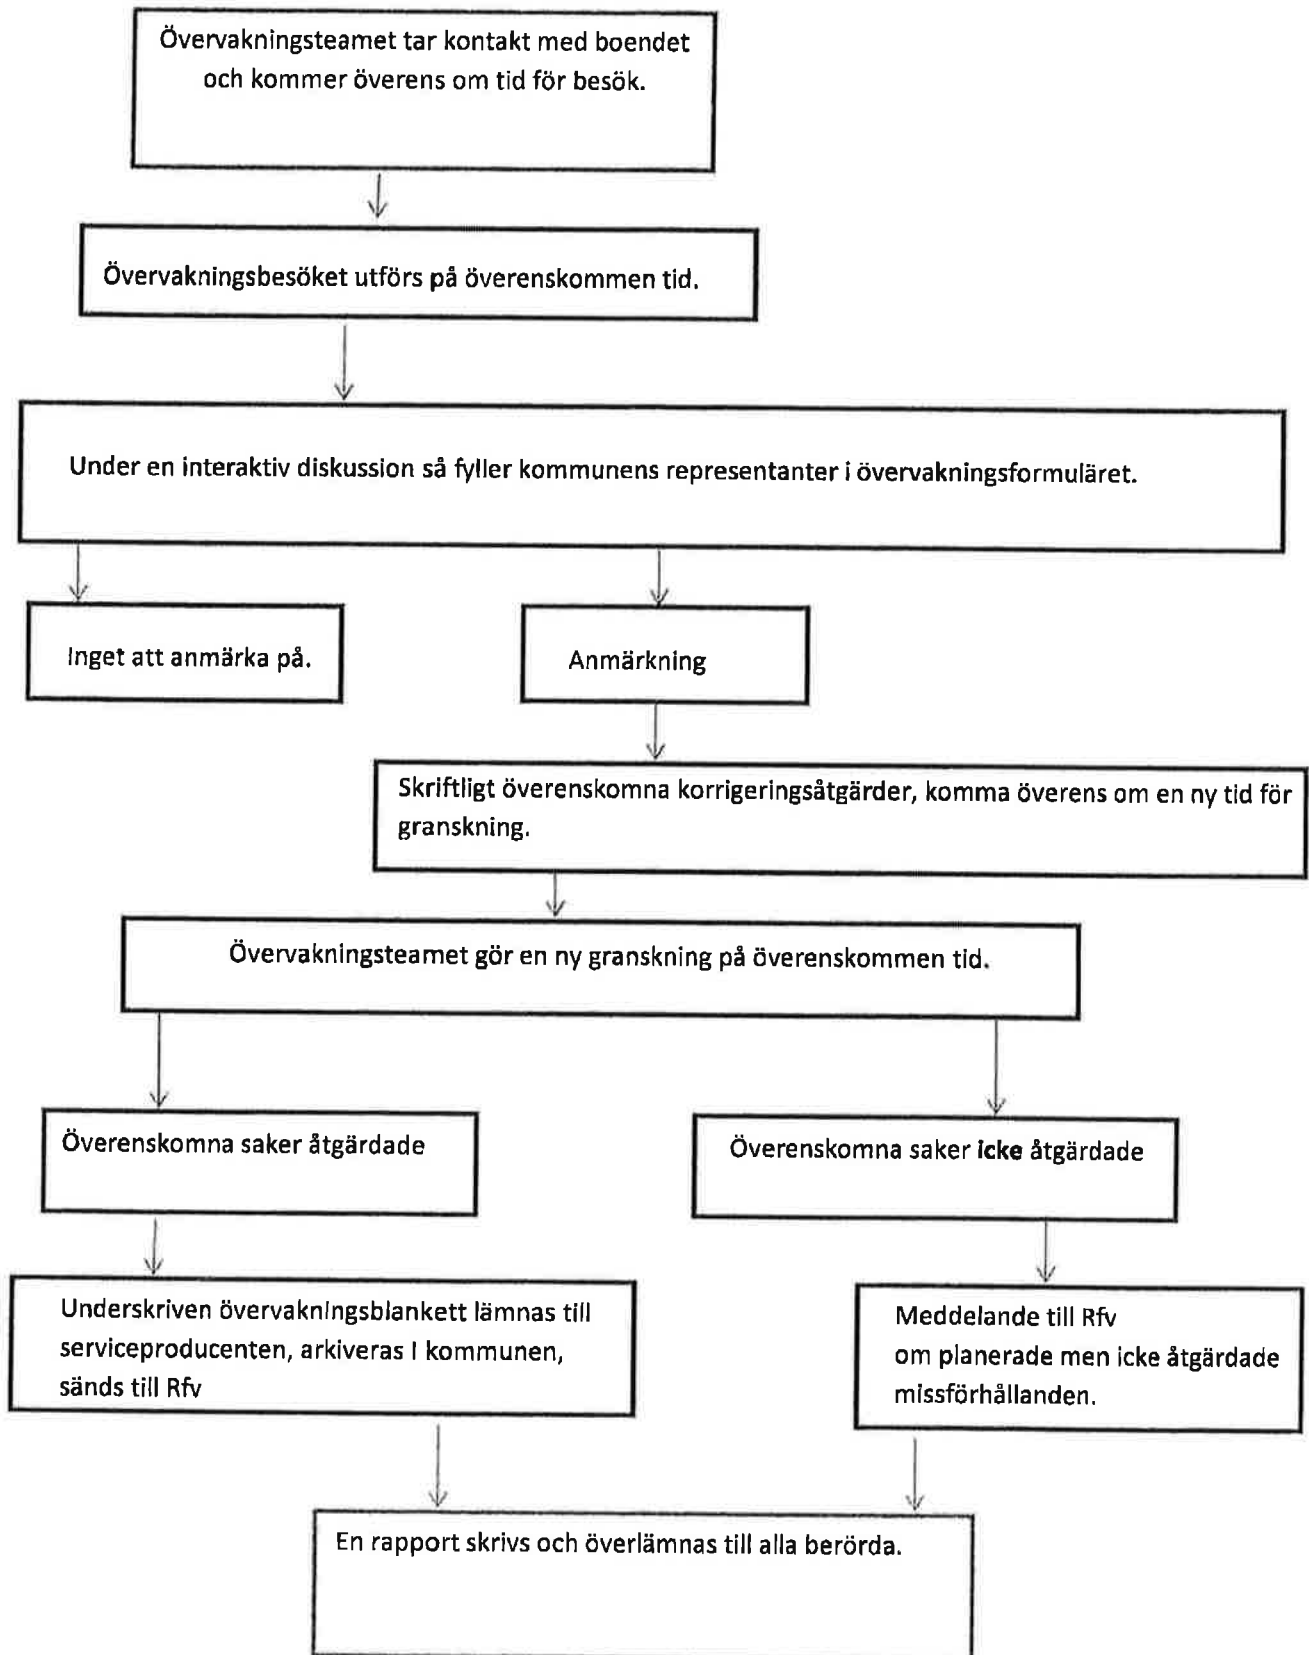 Övervakningsteamet tar kontakt med boendet
och kommer överens om tid för besök.
Övervakningsbesöket utförs på överenskommen tid.
Under en interaktiv diskussion så fyller kommunens representanter i övervakningsformuläret.
Inget att anmärka på.
Anmärkning
Skriftligt överenskomna korrigeringsåtgärder, komma överens om en ny tid för
granskning.
Övervakningsteamet gör en ny granskning på överenskommen tid.
Överenskomna saker åtgärdade
Överenskomna saker icke åtgärdade
Underskriven övervakningsblankett lämnas till
serviceproducenten, arkiveras i kommunen,
sänds till Rfv
Meddelande till Rfv
om planerade men icke åtgärdade
missförhållanden.
En rapport skrivs och överlämnas till alla berörda.